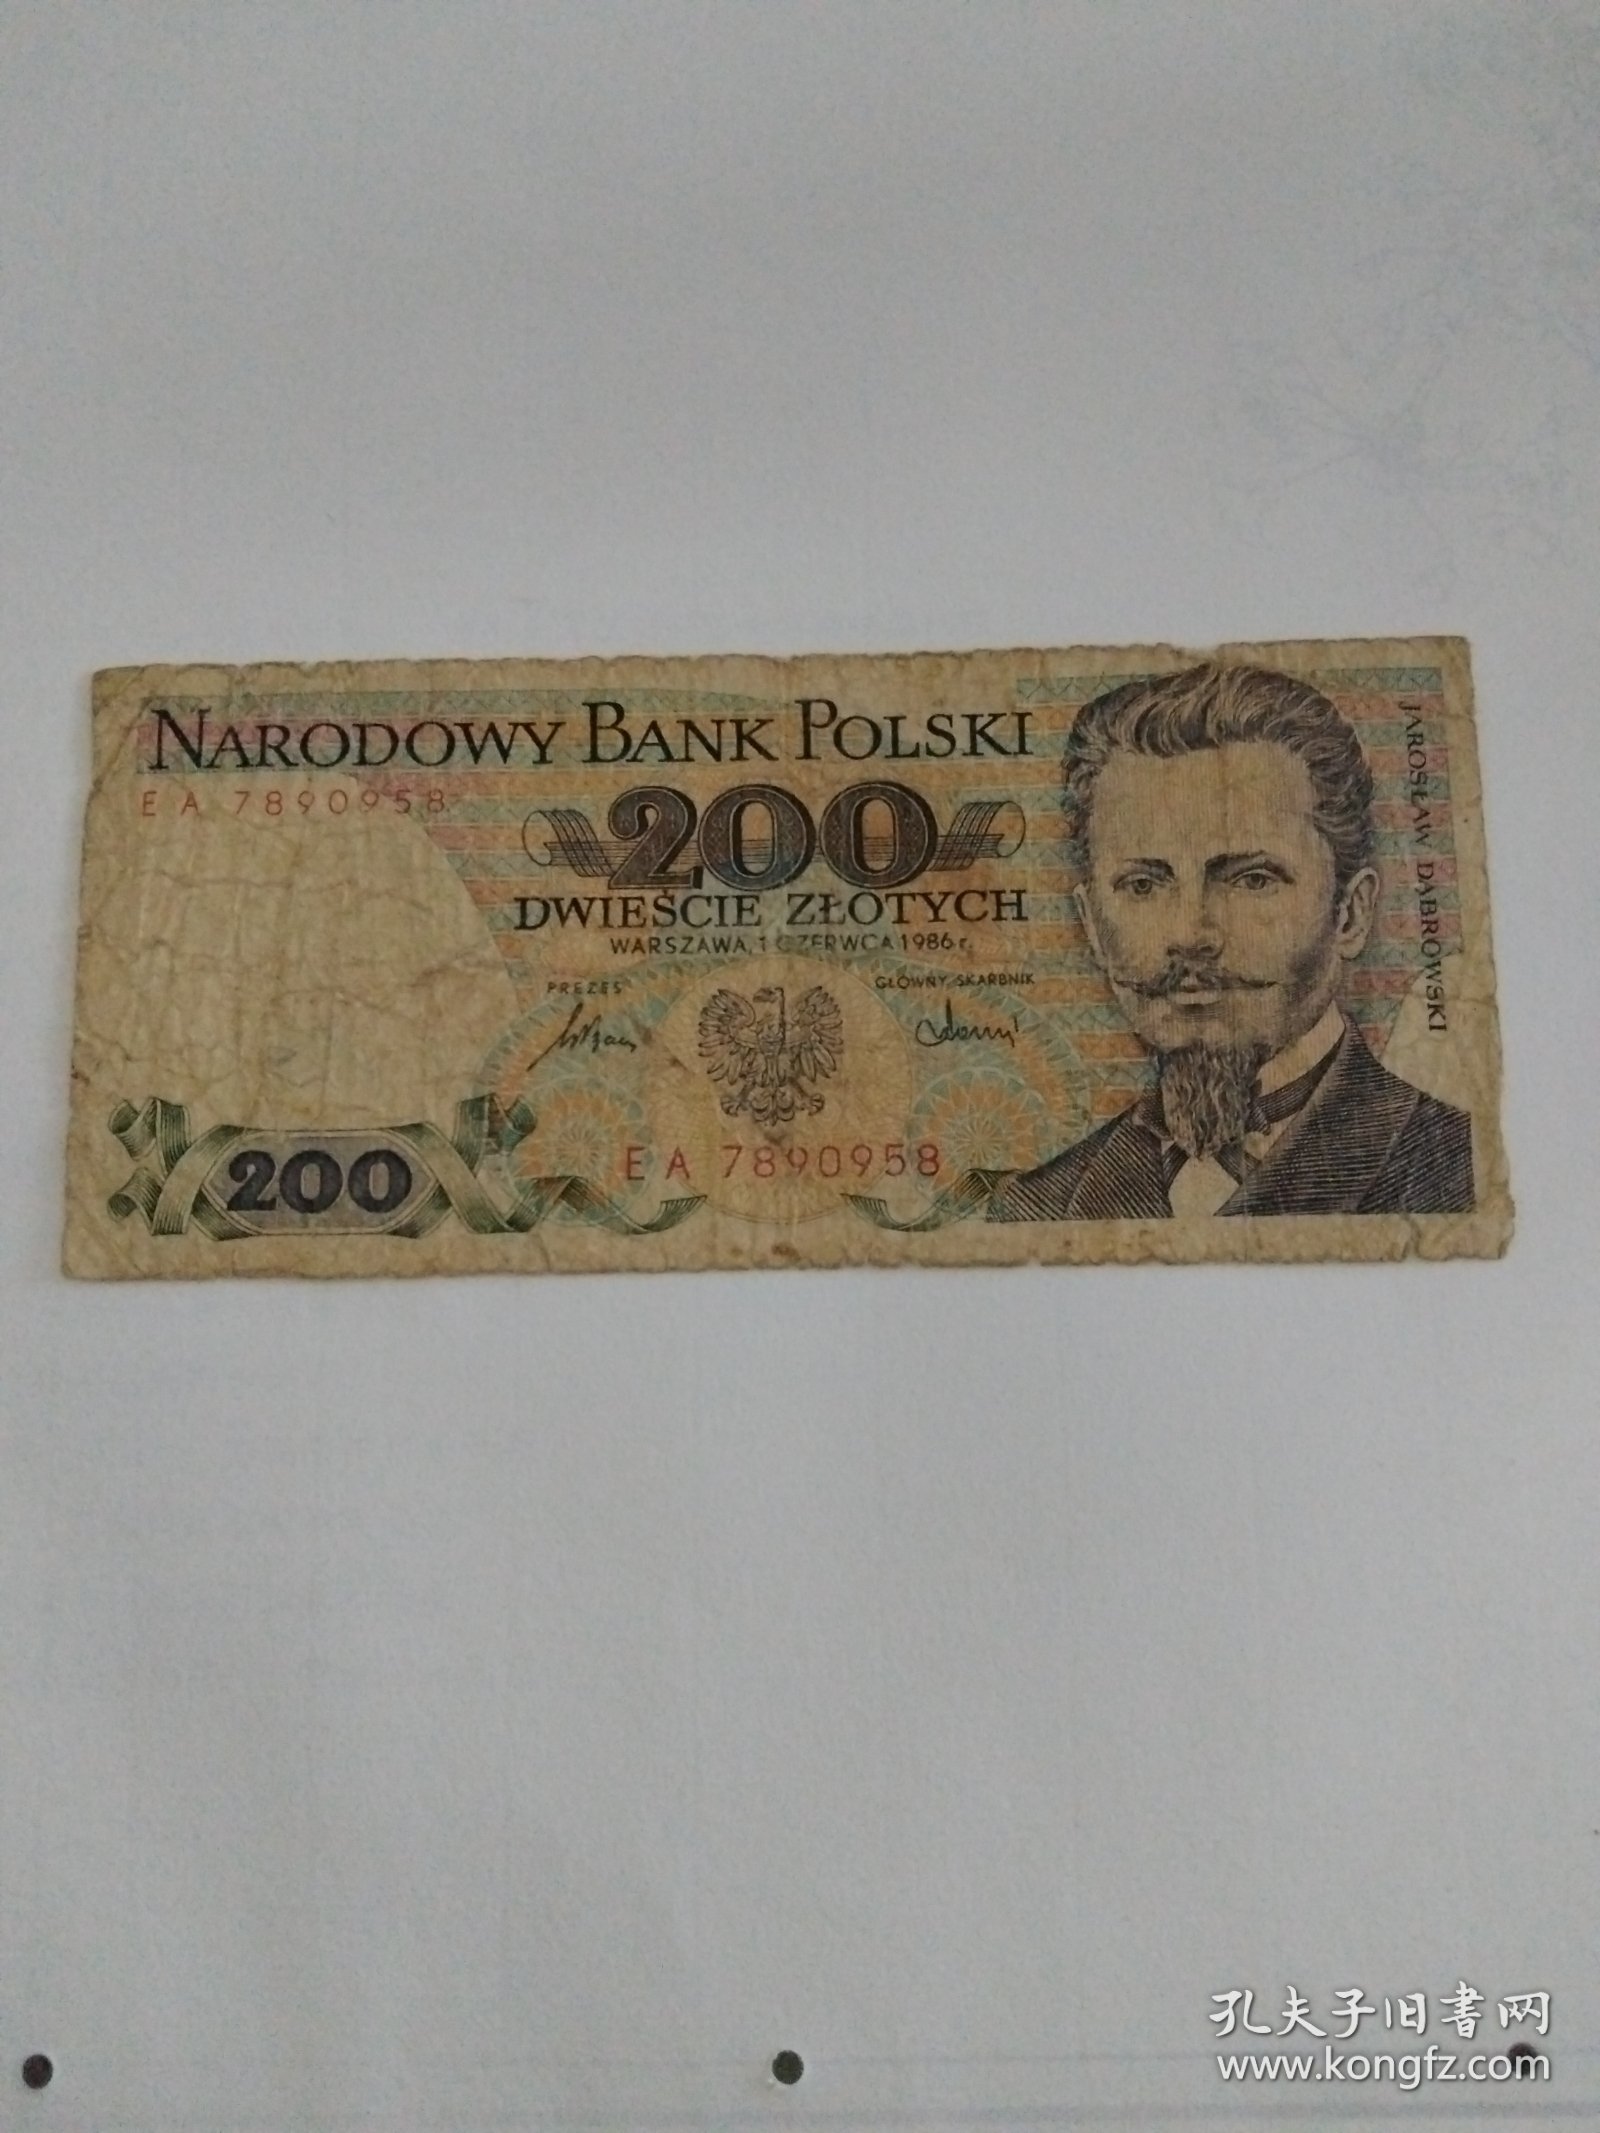 NARODOWY BANK POLSKI
EA 7890958
200
DWIEŚCIE ZŁOTYCH
WARSZAWA, 1 CZERWCA 1986 r.
PREZES
GŁÓWNY SKARBNIK
JAROSŁAW DĄBROWSKI
EA 7890958
200
孔夫子旧书网
www.kongfz.com